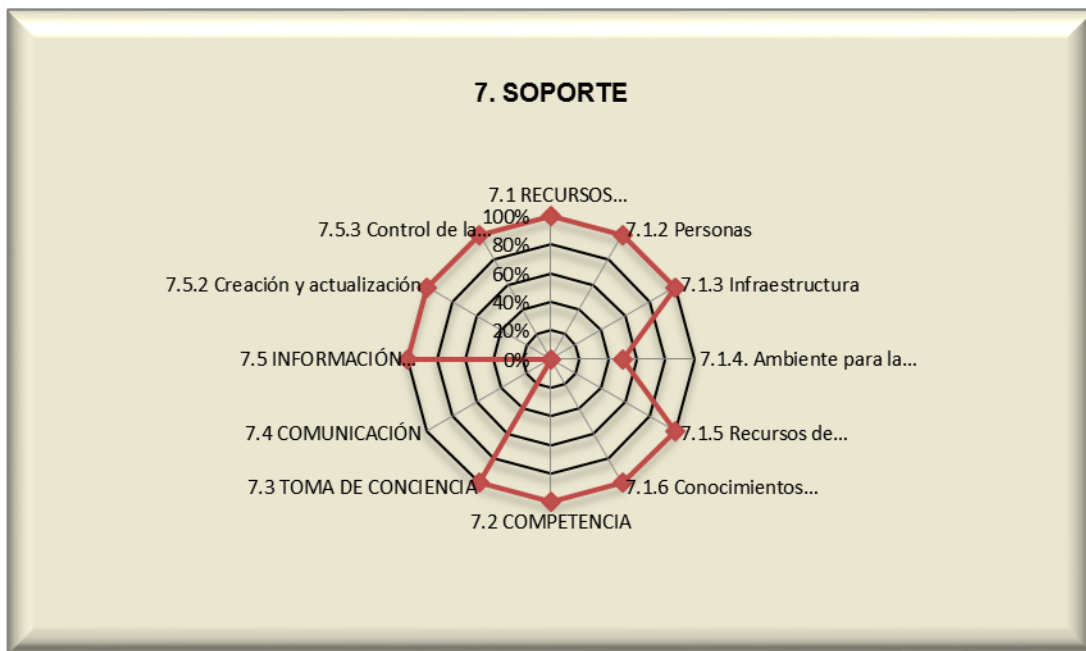 7. SOPORTE
7.1 RECURSOS...
7.1.2 Personas
7.1.3 Infraestructura
7.1.4. Ambiente para la...
7.1.5 Recursos de...
7.1.6 Conocimientos...
7.2 COMPETENCIA
7.3 TOMA DE CONCIENCIA
7.4 COMUNICACIÓN
7.5 INFORMACIÓN...
7.5.2 Creación y actualización
7.5.3 Control de la...
100%
80%
60%
40%
20%
0%